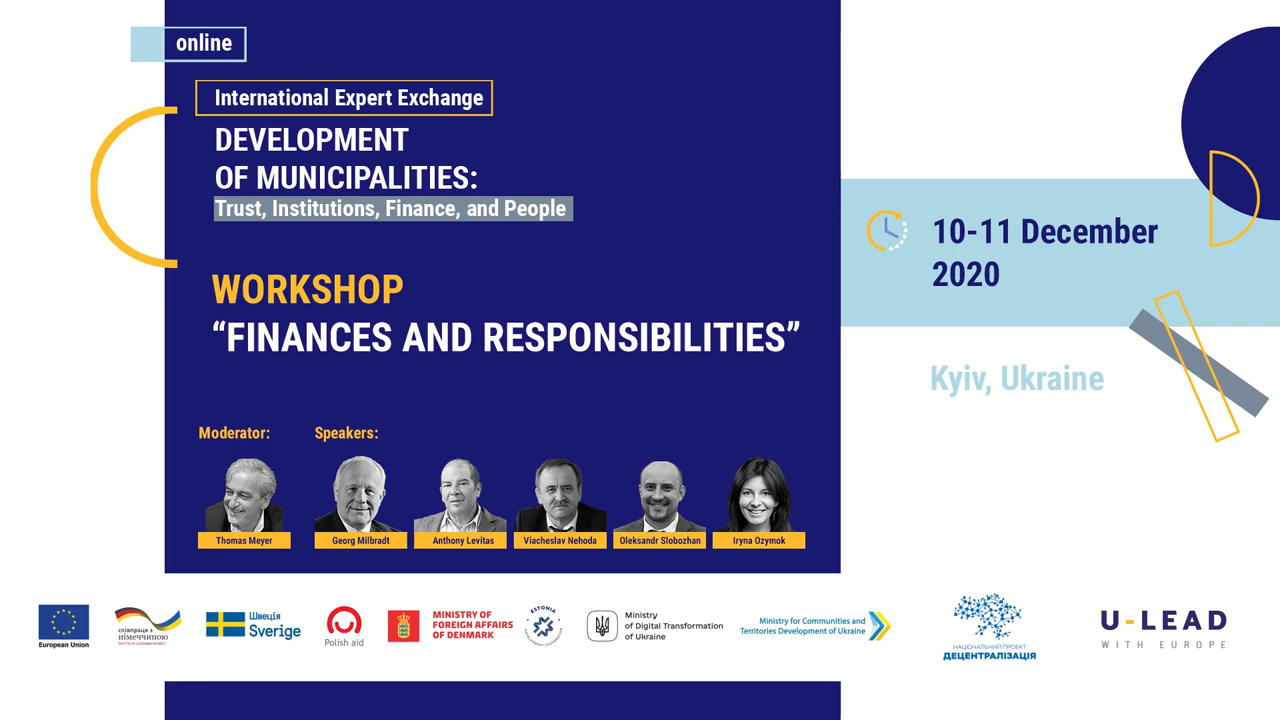 online
International Expert Exchange
DEVELOPMENT
OF MUNICIPALITIES:
Trust, Institutions, Finance, and People
WORKSHOP
“FINANCES AND RESPONSIBILITIES”
10-11 December
2020
Kyiv, Ukraine
Moderator:
Speakers:
Thomas Meyer
Georg Milbradt
Anthony Levitas
Viacheslav Nehoda
Oleksandr Slobozhan
Iryna Ozymok
European Union
співпраця з
німеччиною
DEUTSCHE ZUSAMMENARBEIT
Швеція
Sverige
Polish aid
MINISTRY OF
FOREIGN AFFAIRS
OF DENMARK
ESTONIA
Ministry
of Digital Transformation
of Ukraine
Ministry for Communities and
Territories Development of Ukraine
НАЦІОНАЛЬНИЙ ПРОЕКТ
ДЕЦЕНТРАЛІЗАЦІЯ
U-LEAD
WITH EUROPE